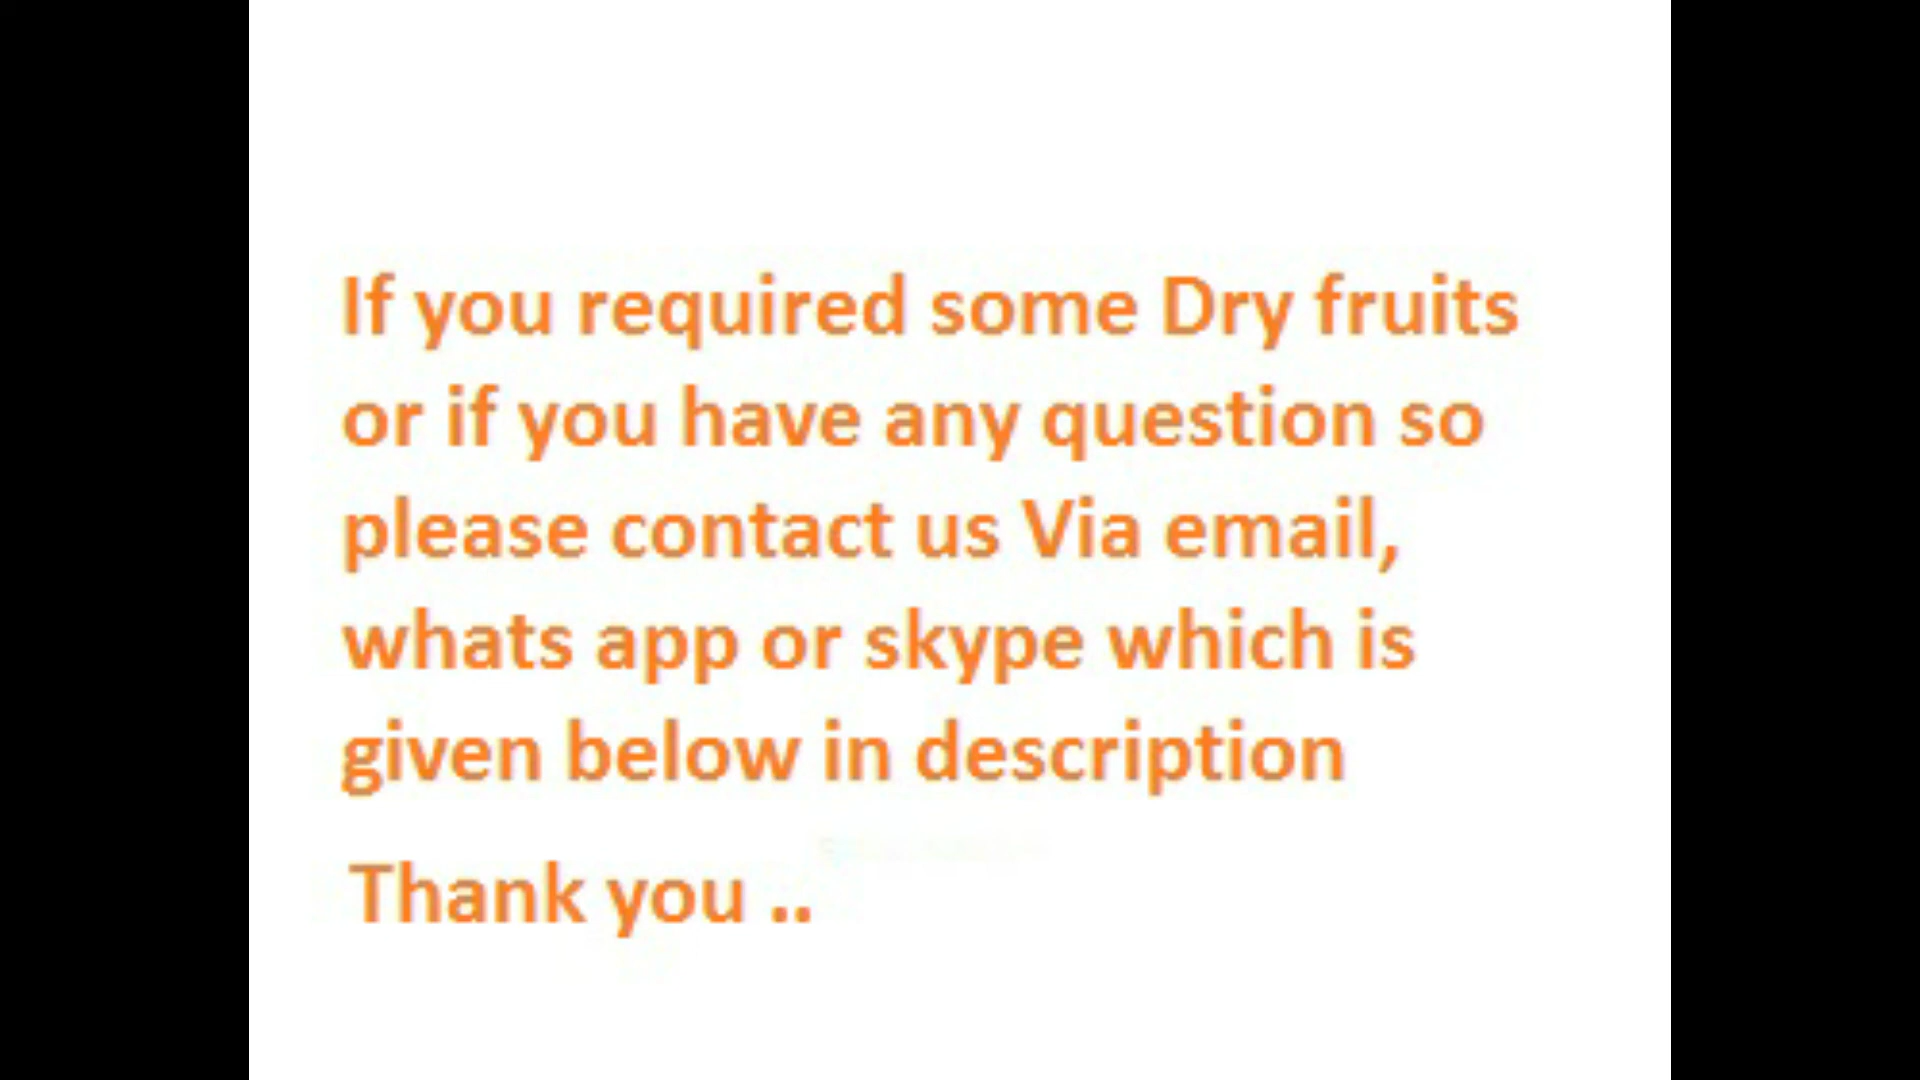 If you required some Dry fruits
or if you have any question so
please contact us Via email,
whats app or skype which is
given below in description
Thank you ..